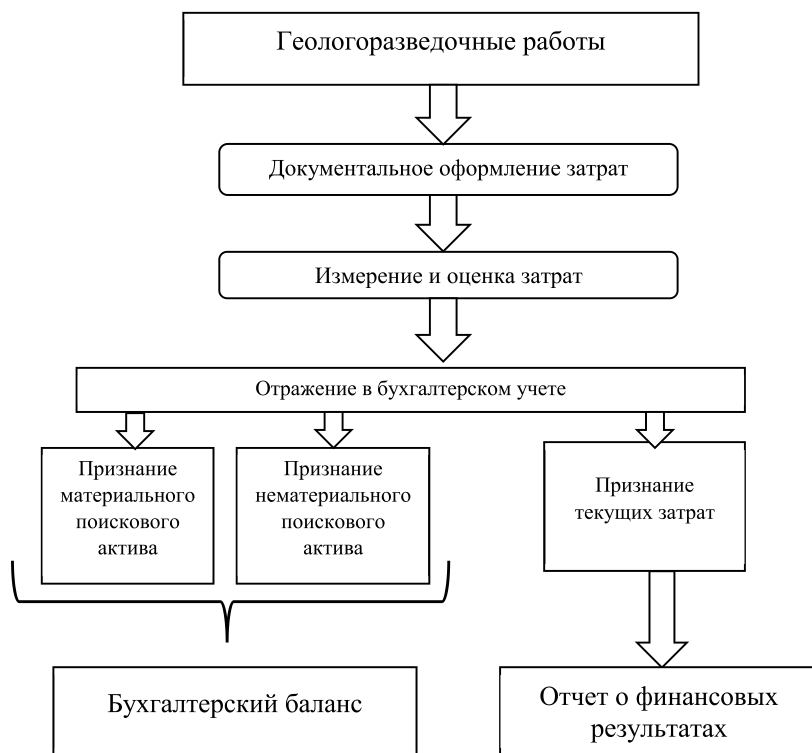 Геологоразведочные работы
Документальное оформление затрат
Измерение и оценка затрат
Отражение в бухгалтерском учете
Признание
материального
поискового
актива
Признание
нематериального
поискового
актива
Признание
текущих затрат
Бухгалтерский баланс
Отчет о финансовых
результатах